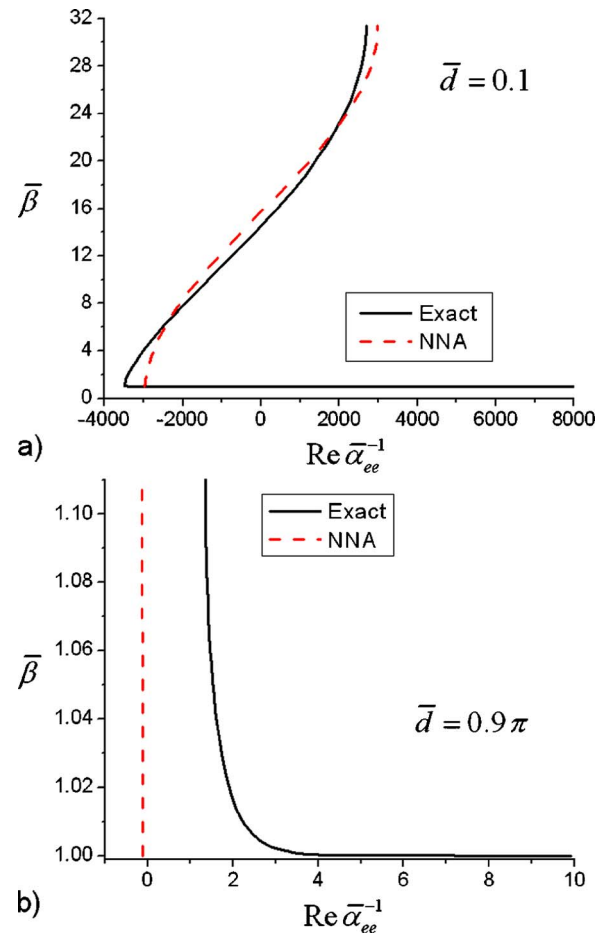 32
28
24
20
16
12
8
4
0
β̄
d̄ = 0.1
Exact
NNA
-4000 -2000 0 2000 4000 6000 8000
Re ᾱ_ee^-1
a)
1.10
1.08
1.06
1.04
1.02
1.00
β̄
Exact
NNA
d̄ = 0.9π
0 2 4 6 8 10
Re ᾱ_ee^-1
b)